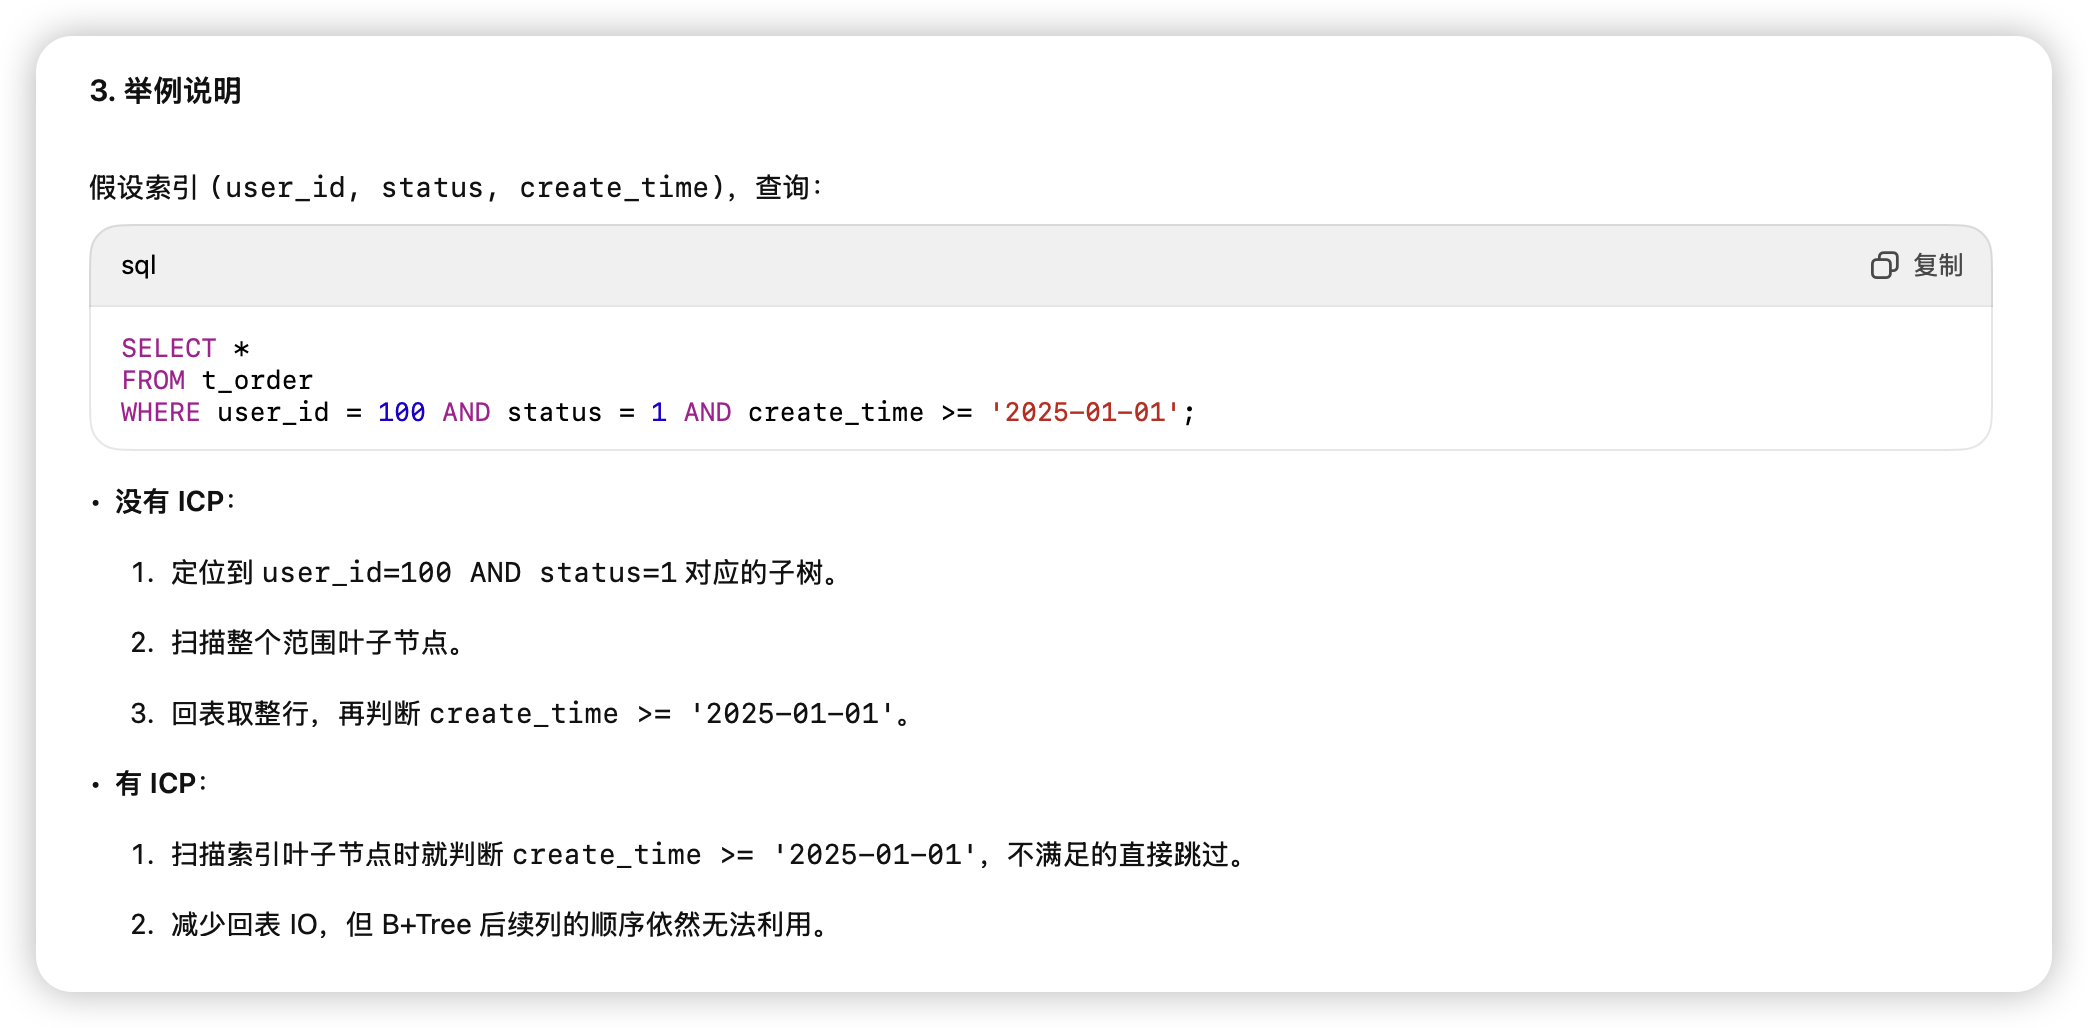 3. 举例说明
假设索引 (user_id, status, create_time)，查询：
sql
复制
SELECT *
FROM t_order
WHERE user_id = 100 AND status = 1 AND create_time >= '2025-01-01';
• 没有 ICP：
1. 定位到 user_id=100 AND status=1 对应的子树。
2. 扫描整个范围叶子节点。
3. 回表取整行，再判断 create_time >= '2025-01-01'。
• 有 ICP：
1. 扫描索引叶子节点时就判断 create_time >= '2025-01-01'，不满足的直接跳过。
2. 减少回表 IO，但 B+Tree 后续列的顺序依然无法利用。